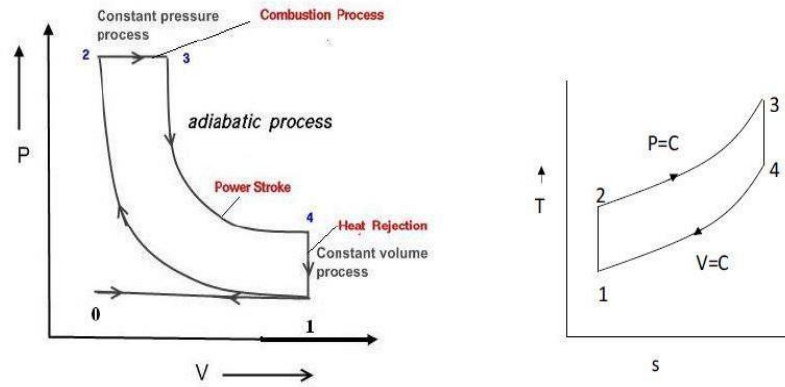 Constant pressure
process
Combustion Process
2
3
P
adiabatic process
Power Stroke
4
Heat Rejection
Constant volume
process
0
1
V
3
P=C
4
T
2
V=C
1
s